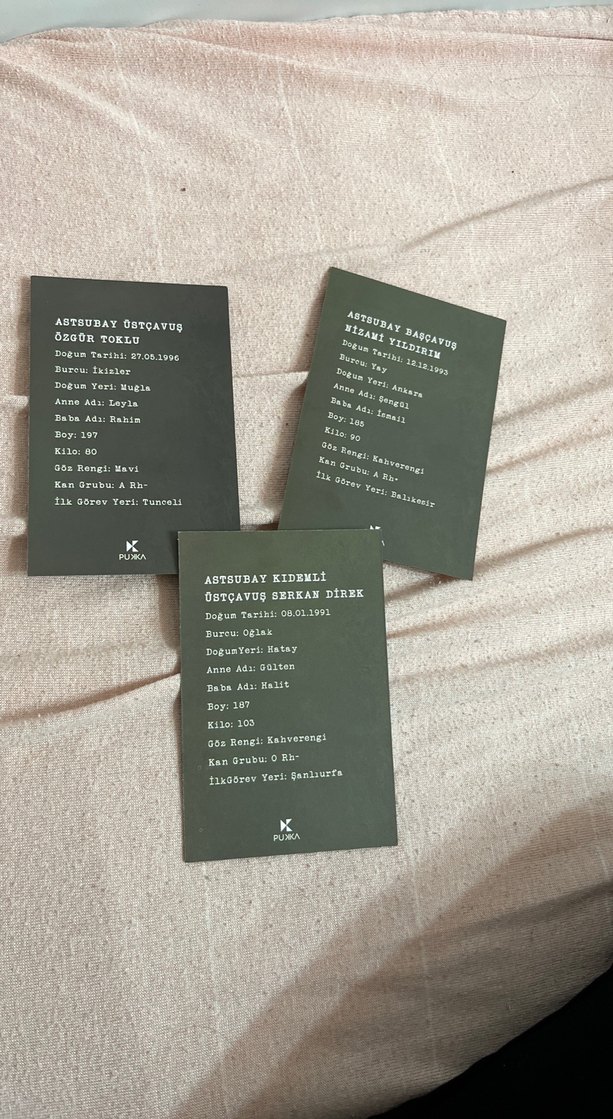 ASTSUBAY ÜSTÇAVUŞ
ÖZGÜR TOKLU
Doğum Tarihi: 27.05.1996
Burcu: İkizler
Doğum Yeri: Muğla
Anne Adı: Leyla
Baba Adı: Rahim
Boy: 197
Kilo: 80
Göz Rengi: Mavi
Kan Grubu: A Rh-
İlk Görev Yeri: Tunceli
PUKKA
ASTSUBAY BAŞÇAVUŞ
NİZAMİ YILDIRIM
Doğum Tarihi: 12.12.1993
Burcu: Yay
Doğum Yeri: Ankara
Anne Adı: Şengül
Baba Adı: İsmail
Boy: 185
Kilo: 90
Göz Rengi: Kahverengi
Kan Grubu: A Rh+
İlk Görev Yeri: Balıkesir
ASTSUBAY KIDEMLİ
ÜSTÇAVUŞ SERKAN DİREK
Doğum Tarihi: 08.01.1991
Burcu: Oğlak
DoğumYeri: Hatay
Anne Adı: Gülten
Baba Adı: Halit
Boy: 187
Kilo: 103
Göz Rengi: Kahverengi
Kan Grubu: 0 Rh-
İlkGörev Yeri: Şanlıurfa
PUKKA